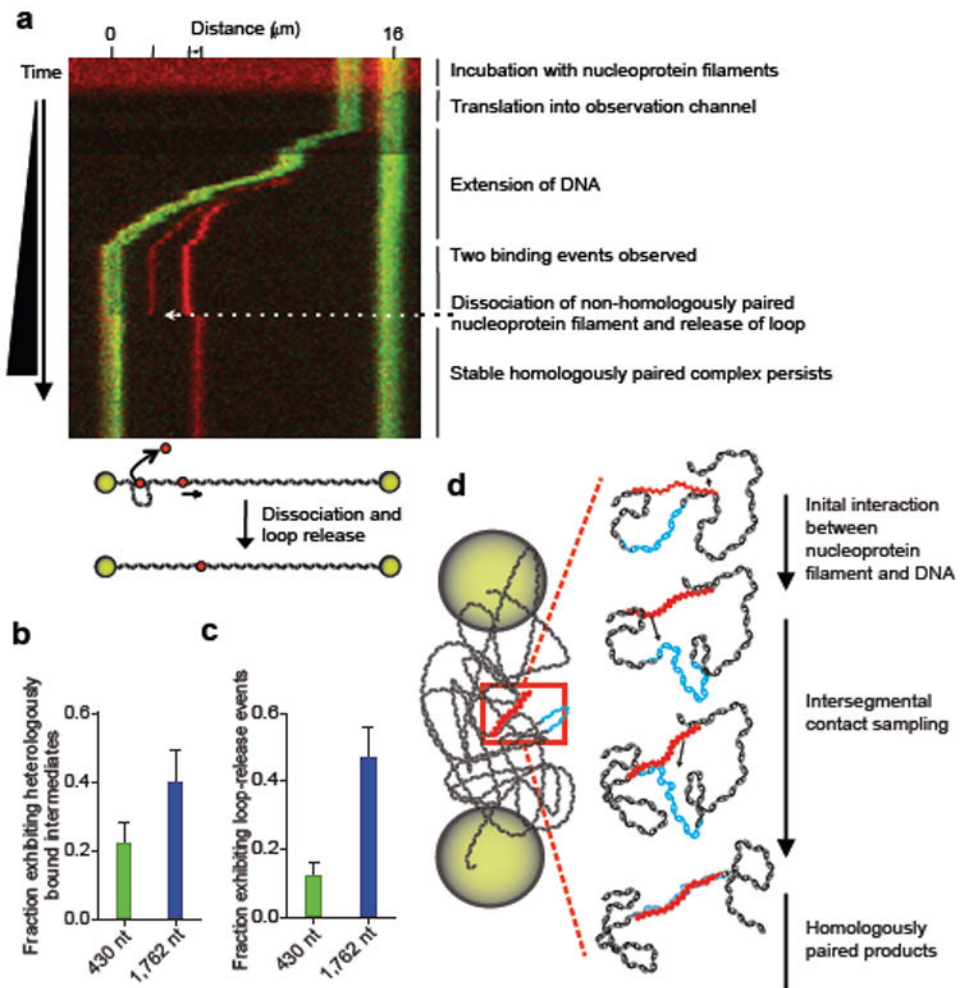 a
0
Distance (µm)
16
Time
Incubation with nucleoprotein filaments
Translation into observation channel
Extension of DNA
Two binding events observed
Dissociation of non-homologously paired
nucleoprotein filament and release of loop
Stable homologously paired complex persists
Dissociation and
loop release
b
Fraction exhibiting heterologously
bound intermediates
0.6
0.4
0.2
0.0
430 nt
1,762 nt
c
Fraction exhibiting loop-release events
0.6
0.4
0.2
0.0
430 nt
1,762 nt
d
Inital interaction
between
nucleoprotein
filament and DNA
Intersegmental
contact sampling
Homologously
paired products